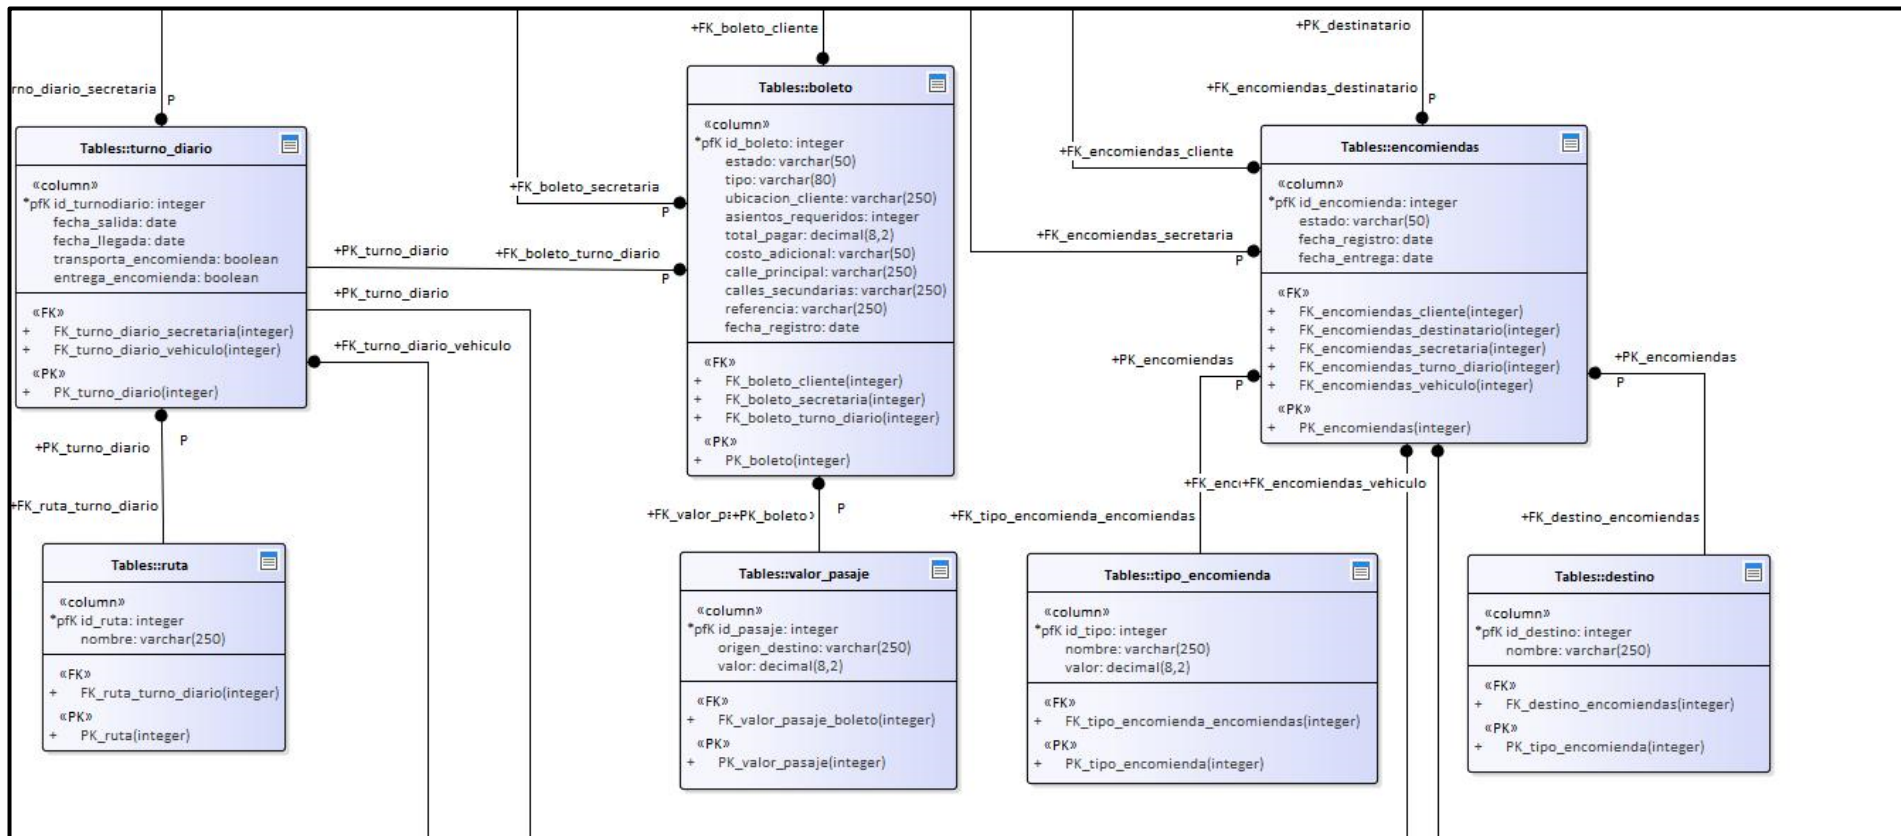 +FK_boleto_cliente
+PK_destinatario
rno_diario_secretaria
P
+FK_encomiendas_destinatario
P
Tables::turno_diario
«column»
*pfK id_turnodiario: integer
fecha_salida: date
fecha_llegada: date
transporta_encomienda: boolean
entrega_encomienda: boolean
«FK»
+ FK_turno_diario_secretaria(integer)
+ FK_turno_diario_vehiculo(integer)
«PK»
+ PK_turno_diario(integer)
+PK_turno_diario
+PK_turno_diario
+FK_turno_diario_vehiculo
+FK_boleto_secretaria
P
+FK_boleto_turno_diario
P
Tables::boleto
«column»
*pfK id_boleto: integer
estado: varchar(50)
tipo: varchar(80)
ubicacion_cliente: varchar(250)
asientos_requeridos: integer
total_pagar: decimal(8,2)
costo_adicional: varchar(50)
calle_principal: varchar(250)
calles_secundarias: varchar(250)
referencia: varchar(250)
fecha_registro: date
«FK»
+ FK_boleto_cliente(integer)
+ FK_boleto_secretaria(integer)
+ FK_boleto_turno_diario(integer)
«PK»
+ PK_boleto(integer)
+FK_encomiendas_cliente
+FK_encomiendas_secretaria
P
Tables::encomiendas
«column»
*pfK id_encomienda: integer
estado: varchar(50)
fecha_registro: date
fecha_entrega: date
«FK»
+ FK_encomiendas_cliente(integer)
+ FK_encomiendas_destinatario(integer)
+ FK_encomiendas_secretaria(integer)
+ FK_encomiendas_turno_diario(integer)
+ FK_encomiendas_vehiculo(integer)
«PK»
+ PK_encomiendas(integer)
+PK_encomiendas
P
+PK_encomiendas
P
P
+PK_turno_diario
+FK_ruta_turno_diario
P
+PK_boleto
+FK_encomiendas_vehiculo
+FK_tipo_encomienda_encomiendas
+FK_destino_encomiendas
Tables::ruta
«column»
*pfK id_ruta: integer
nombre: varchar(250)
«FK»
+ FK_ruta_turno_diario(integer)
«PK»
+ PK_ruta(integer)
Tables::valor_pasaje
«column»
*pfK id_pasaje: integer
origen_destino: varchar(250)
valor: decimal(8,2)
«FK»
+ FK_valor_pasaje_boleto(integer)
«PK»
+ PK_valor_pasaje(integer)
Tables::tipo_encomienda
«column»
*pfK id_tipo: integer
nombre: varchar(250)
valor: decimal(8,2)
«FK»
+ FK_tipo_encomienda_encomiendas(integer)
«PK»
+ PK_tipo_encomienda(integer)
Tables::destino
«column»
*pfK id_destino: integer
nombre: varchar(250)
«FK»
+ FK_destino_encomiendas(integer)
«PK»
+ PK_tipo_encomienda(integer)